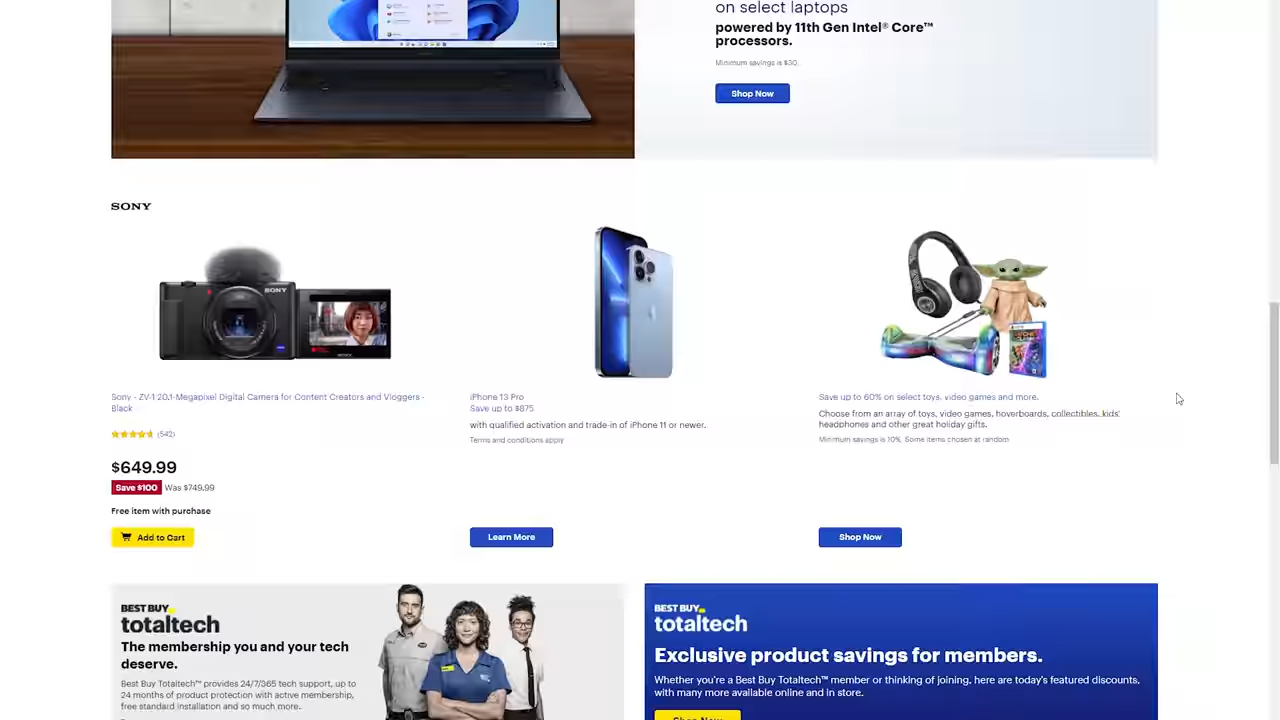 on select laptops
powered by 11th Gen Intel® Core™
processors.
Minimum savings is $30.
Shop Now
SONY
SONY
Sony - ZV-1 20.1-Megapixel Digital Camera for Content Creators and Vloggers -
Black
(542)
$649.99
Save $100 Was $749.99
Free item with purchase
Add to Cart
iPhone 13 Pro
Save up to $875
with qualified activation and trade-in of iPhone 11 or newer.
Terms and conditions apply
Learn More
Save up to 60% on select toys, video games and more.
Choose from an array of toys, video games, hoverboards, collectibles, kids'
headphones and other great holiday gifts.
Minimum savings is 10%. Some items chosen at random
Shop Now
BEST BUY
totaltech
The membership you and your tech
deserve.
Best Buy Totaltech™ provides 24/7/365 tech support, up to
24 months of product protection with active membership,
free standard installation and so much more.
BEST BUY
totaltech
Exclusive product savings for members.
Whether you're a Best Buy Totaltech™ member or thinking of joining, here are today's featured discounts,
with many more available online and in store.
Shop Now